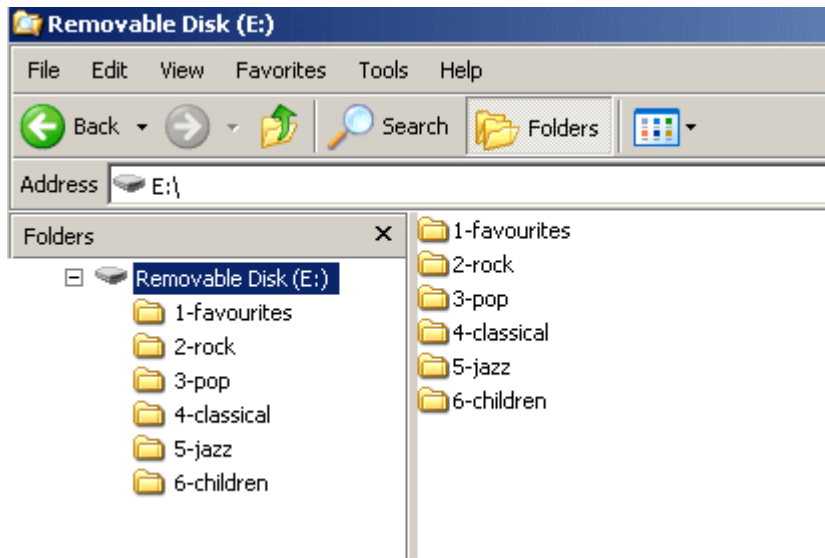 Removable Disk (E:)
File Edit View Favorites Tools Help
Back Search Folders
Address E:\
Folders
Removable Disk (E:)
1-favourites
2-rock
3-pop
4-classical
5-jazz
6-children
1-favourites
2-rock
3-pop
4-classical
5-jazz
6-children